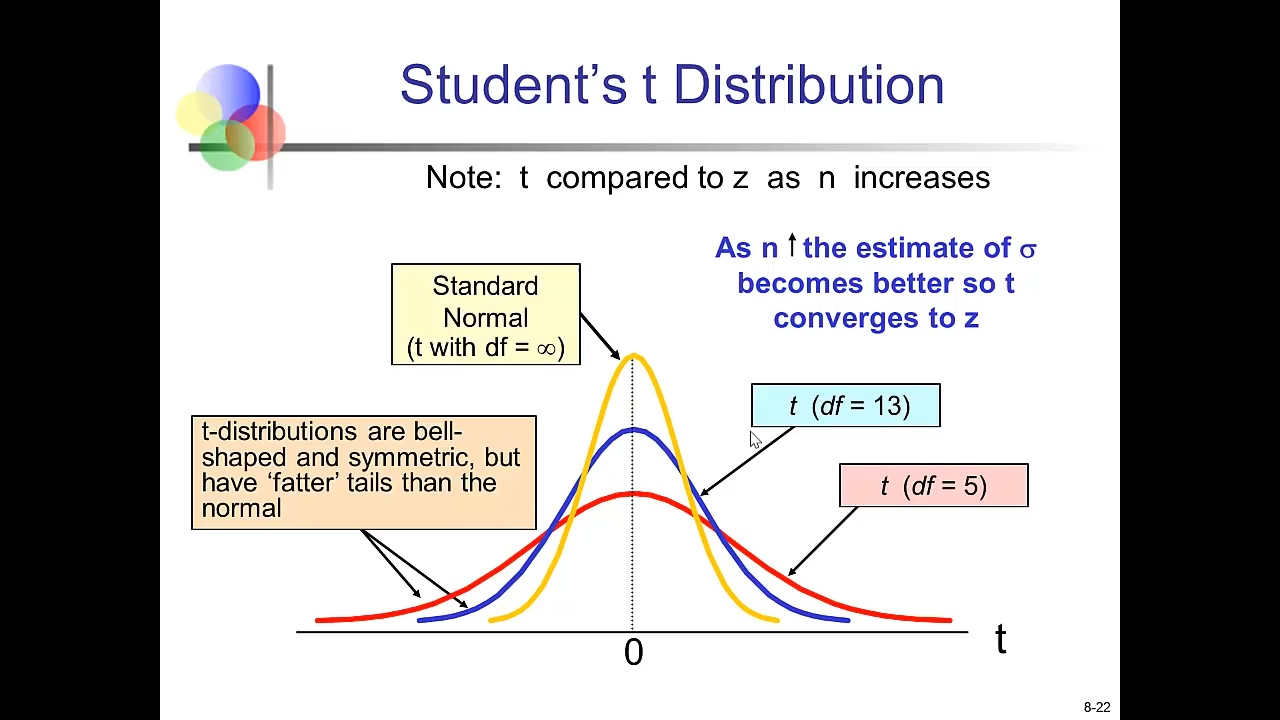 Student’s t Distribution
Note: t compared to z as n increases
As n the estimate of σ
becomes better so t
converges to z
Standard
Normal
(t with df = ∞)
t (df = 13)
t-distributions are bell-
shaped and symmetric, but
have ‘fatter’ tails than the
normal
t (df = 5)
0
t
8-22